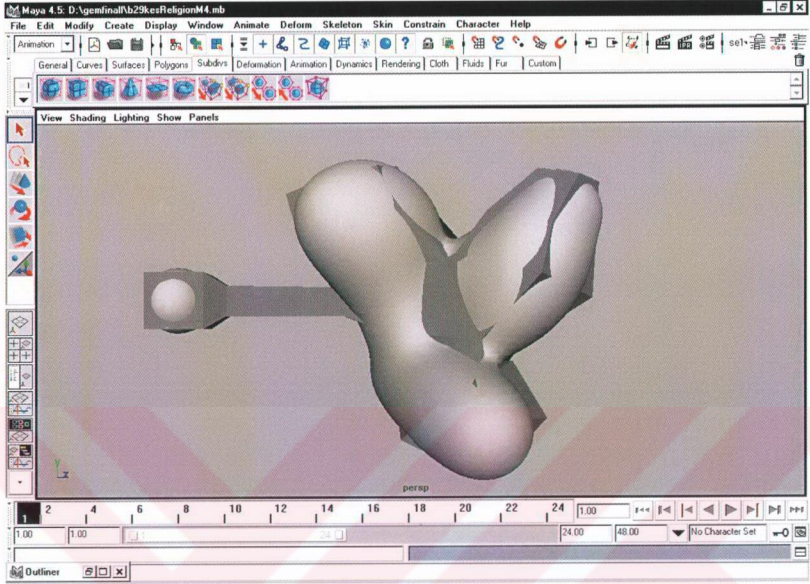 Maya 4.5: D:\gemfinall\b29kesReligionM4.mb
File Edit Modify Create Display Window Animate Deform Skeleton Skin Constrain Character Help
Animation
sel
General Curves Surfaces Polygons Subdivs Deformation Animation Dynamics Rendering Cloth Fluids Fur Custom
View Shading Lighting Show Panels
y
z
persp
1 2 4 6 8 10 12 14 16 18 20 22 24 1.00
1.00 1.00 1 24 24.00 48.00 No Character Set
Outliner